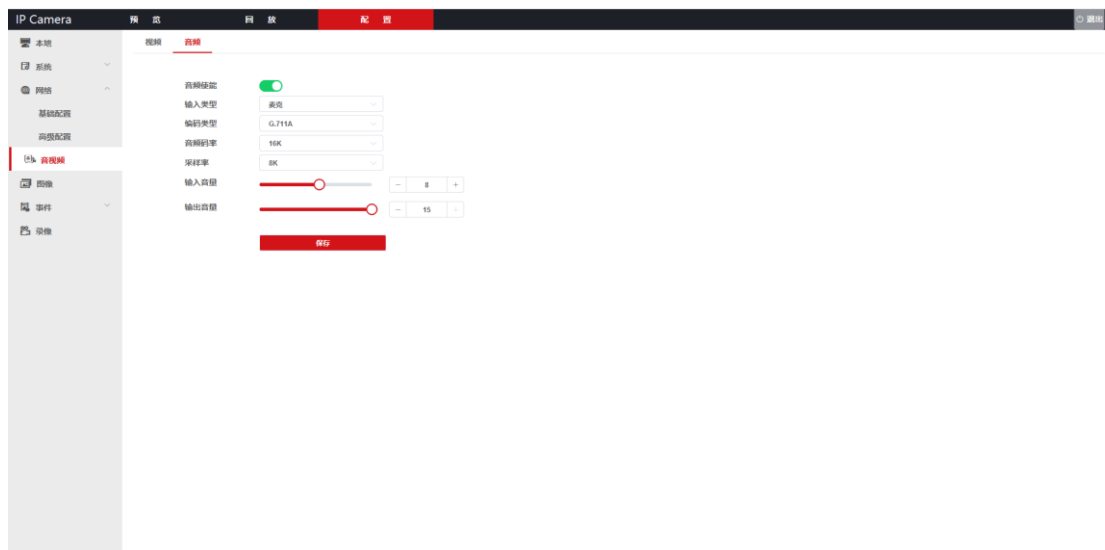 IP Camera 预 览 回 放 配 置 退出
本地
系统
网络
基础配置
高级配置
音视频
图像
事件
录像
视频 音频
音频使能
输入类型 麦克
编码类型 G.711A
音频码率 16K
采样率 8K
输入音量 − 8 +
输出音量 − 15
保存